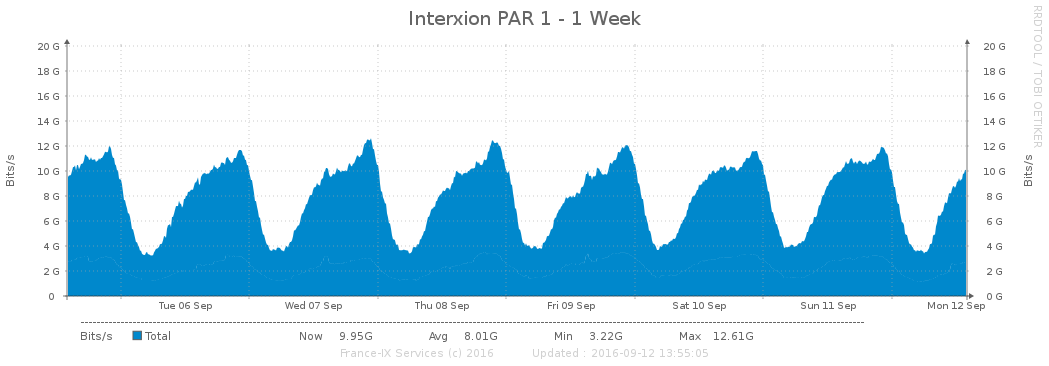 Interxion PAR 1 - 1 Week
RRDTOOL / TOBI OETIKER
Bits/s
20 G
18 G
16 G
14 G
12 G
10 G
8 G
6 G
4 G
2 G
0
20 G
18 G
16 G
14 G
12 G
10 G
8 G
6 G
4 G
2 G
0 G
Bits/s
Tue 06 Sep Wed 07 Sep Thu 08 Sep Fri 09 Sep Sat 10 Sep Sun 11 Sep Mon 12 Sep
Bits/s Total Now 9.95G Avg 8.01G Min 3.22G Max 12.61G
France-IX Services (c) 2016 Updated : 2016-09-12 13:55:05